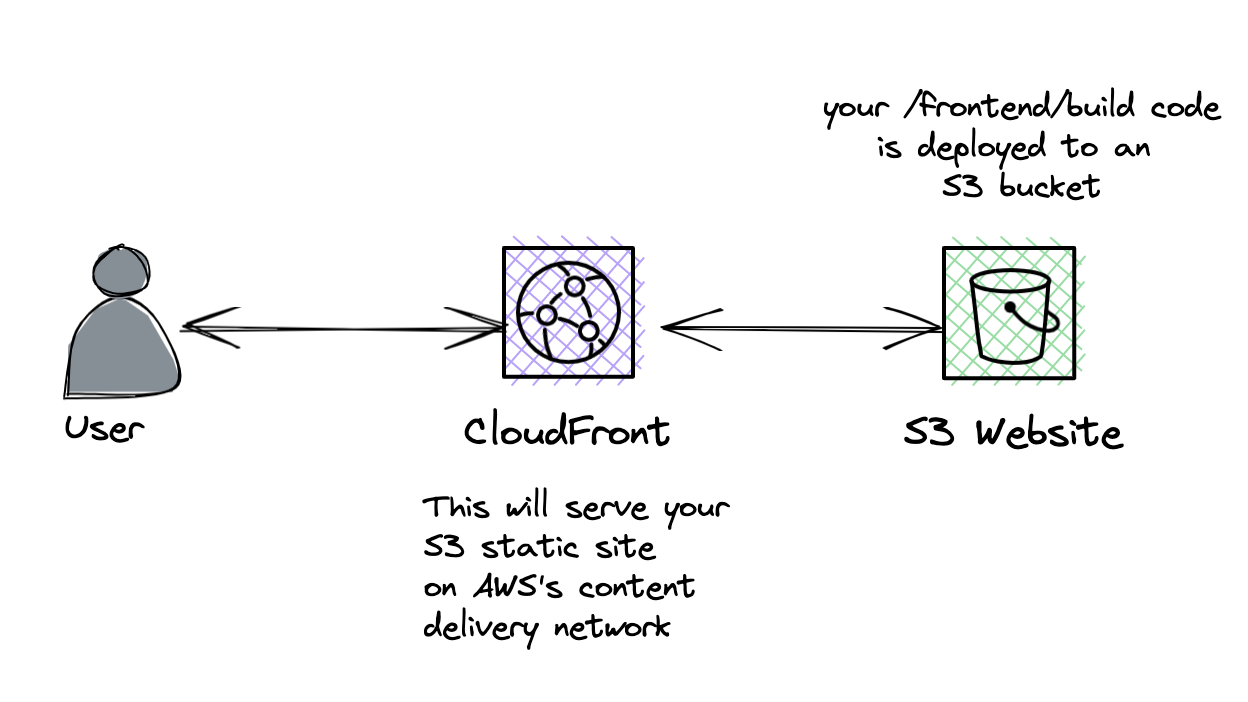 your /frontend/build code
is deployed to an
S3 bucket
User
CloudFront
S3 Website
This will serve your
S3 static site
on AWS's content
delivery network